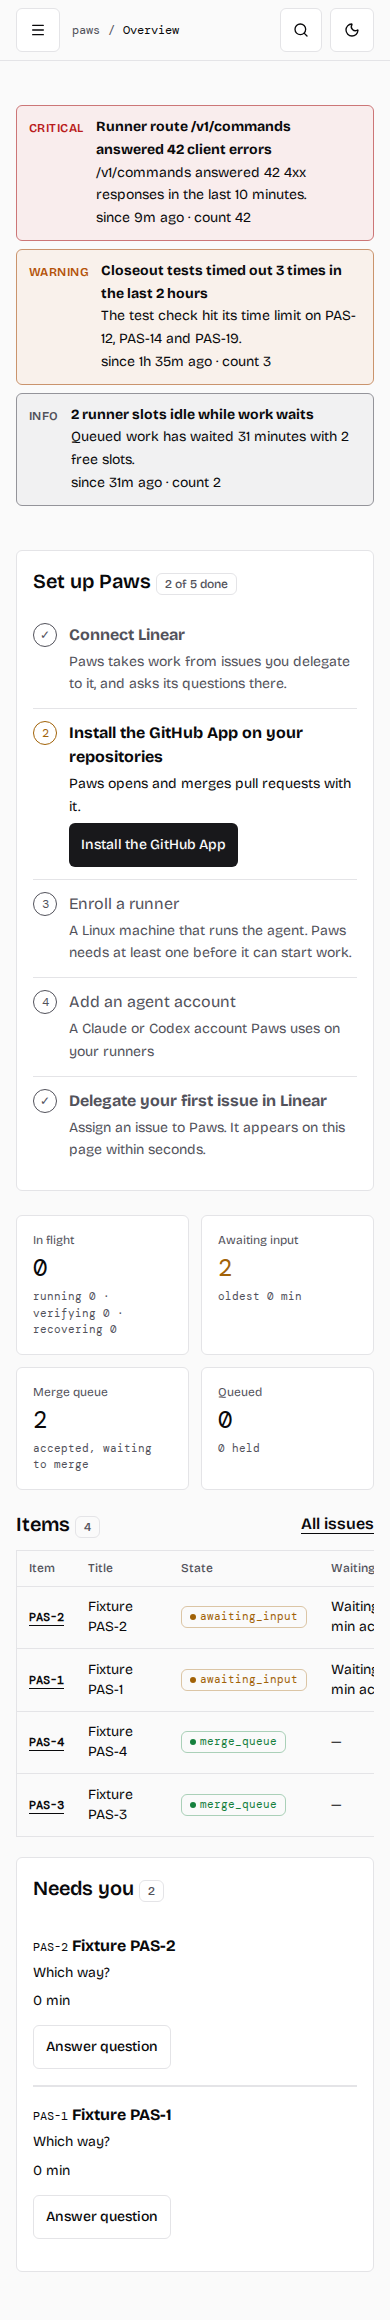 paws / Overview
CRITICAL
Runner route /v1/commands
answered 42 client errors
/v1/commands answered 42 4xx
responses in the last 10 minutes.
since 9m ago · count 42
WARNING
Closeout tests timed out 3 times in
the last 2 hours
The test check hit its time limit on PAS-
12, PAS-14 and PAS-19.
since 1h 35m ago · count 3
INFO
2 runner slots idle while work waits
Queued work has waited 31 minutes with 2
free slots.
since 31m ago · count 2
Set up Paws 2 of 5 done
✓ Connect Linear
Paws takes work from issues you delegate
to it, and asks its questions there.
2 Install the GitHub App on your
repositories
Paws opens and merges pull requests with
it.
Install the GitHub App
3 Enroll a runner
A Linux machine that runs the agent. Paws
needs at least one before it can start work.
4 Add an agent account
A Claude or Codex account Paws uses on
your runners
✓ Delegate your first issue in Linear
Assign an issue to Paws. It appears on this
page within seconds.
In flight
0
running 0 ·
verifying 0 ·
recovering 0
Awaiting input
2
oldest 0 min
Merge queue
2
accepted, waiting
to merge
Queued
0
0 held
Items 4 All issues
Item Title State Waiting
PAS-2 Fixture
PAS-2 awaiting_input Waiting
min ac
PAS-1 Fixture
PAS-1 awaiting_input Waiting
min ac
PAS-4 Fixture
PAS-4 merge_queue —
PAS-3 Fixture
PAS-3 merge_queue —
Needs you 2
PAS-2 Fixture PAS-2
Which way?
0 min
Answer question
PAS-1 Fixture PAS-1
Which way?
0 min
Answer question